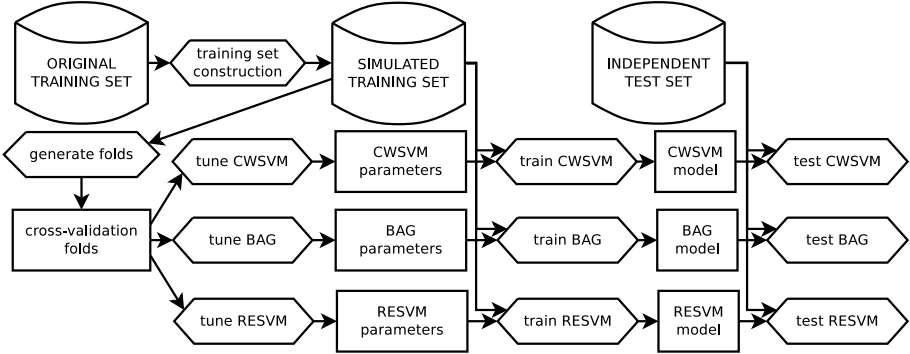 ORIGINAL
TRAINING SET
training set
construction
SIMULATED
TRAINING SET
INDEPENDENT
TEST SET
generate folds
tune CWSVM
CWSVM
parameters
train CWSVM
CWSVM
model
test CWSVM
cross-validation
folds
tune BAG
BAG
parameters
train BAG
BAG
model
test BAG
tune RESVM
RESVM
parameters
train RESVM
RESVM
model
test RESVM